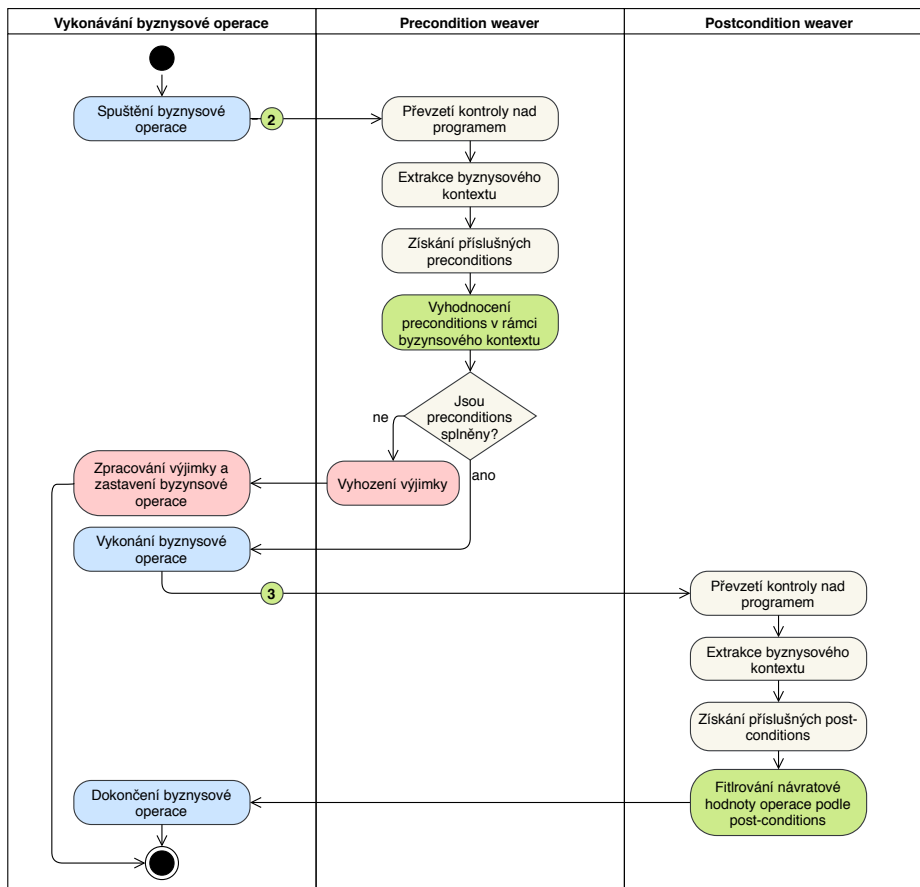 Vykonávání byznysové operace
Precondition weaver
Postcondition weaver
Spuštění byznysové
operace
2
Převzetí kontroly nad
programem
Extrakce byznysového
kontextu
Získání příslušných
preconditions
Vyhodnocení
preconditions v rámci
byzynsového kontextu
Jsou
preconditions
splněny?
ne
ano
Zpracování výjimky a
zastavení byzynsové
operace
Vyhození výjimky
Vykonání byznysové
operace
3
Převzetí kontroly nad
programem
Extrakce byznysového
kontextu
Získání příslušných post-
conditions
Dokončení byznysové
operace
Fitlrování návratové
hodnoty operace podle
post-conditions